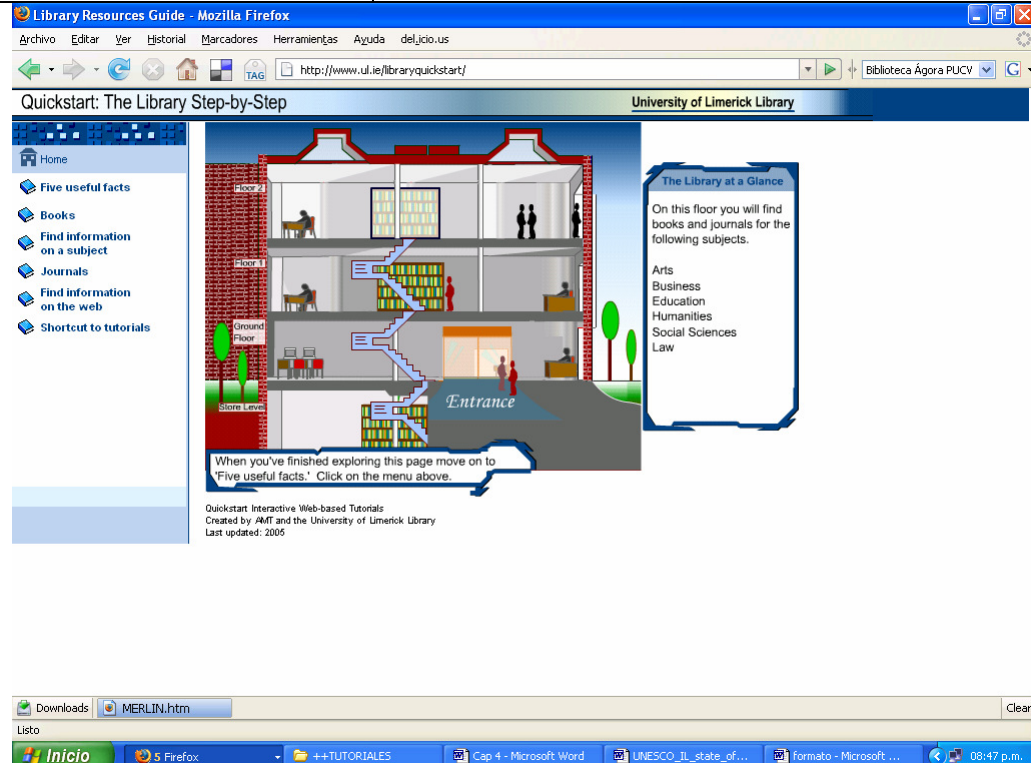 Library Resources Guide - Mozilla Firefox
Archivo Editar Ver Historial Marcadores Herramientas Ayuda del.icio.us
TAG http://www.ul.ie/libraryquickstart/ Biblioteca Ágora PUCV G
Quickstart: The Library Step-by-Step University of Limerick Library
Home
Five useful facts
Books
Find information
on a subject
Journals
Find information
on the web
Shortcut to tutorials
Floor 2
Floor 1
Ground
Floor
Store Level
Entrance
The Library at a Glance
On this floor you will find
books and journals for the
following subjects.
Arts
Business
Education
Humanities
Social Sciences
Law
When you've finished exploring this page move on to
'Five useful facts.' Click on the menu above.
Quickstart Interactive Web-based Tutorials
Created by AMT and the University of Limerick Library
Last updated: 2005
Downloads MERLIN.htm Clear
Listo
Inicio 5 Firefox ++TUTORIALES Cap 4 - Microsoft Word UNESCO_IL_state_of... formato - Microsoft ... 08:47 p.m.